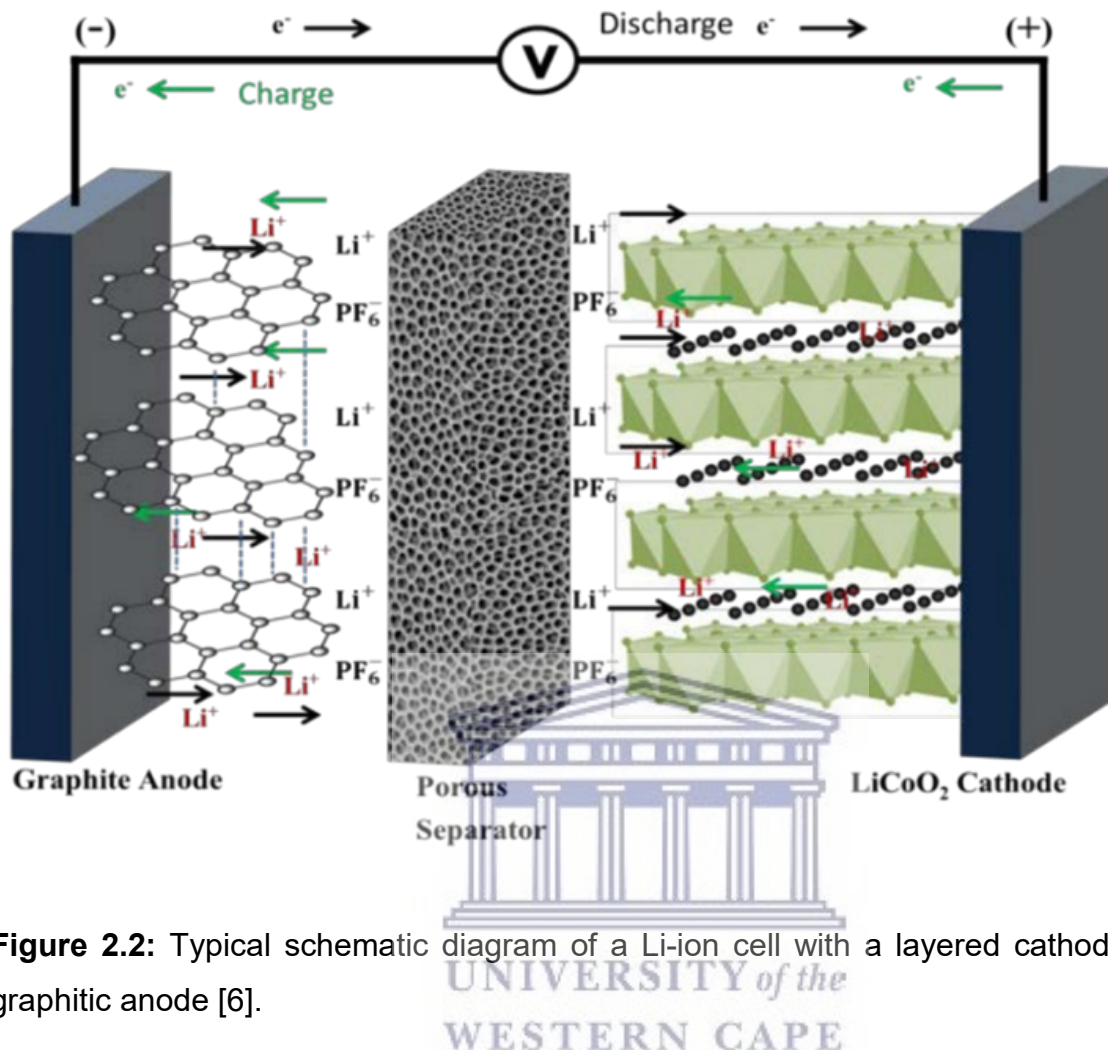 (-) e⁻ Discharge e⁻ (+)
V
e⁻ Charge e⁻
Li⁺ Li⁺ Li⁺
PF₆⁻ PF₆⁻
Li⁺ Li⁺
Li⁺
Li⁺ Li⁺ Li⁺
Li⁺ Li⁺
PF₆⁻ PF₆⁻ Li⁺
Li⁺ Li⁺
Li⁺
Li⁺ Li⁺ Li⁺
PF₆⁻ PF₆⁻
Li⁺
Li⁺
Graphite Anode Porous LiCoO₂ Cathode
Separator
Figure 2.2: Typical schematic diagram of a Li-ion cell with a layered cathod
graphitic anode [6].
UNIVERSITY of the
WESTERN CAPE